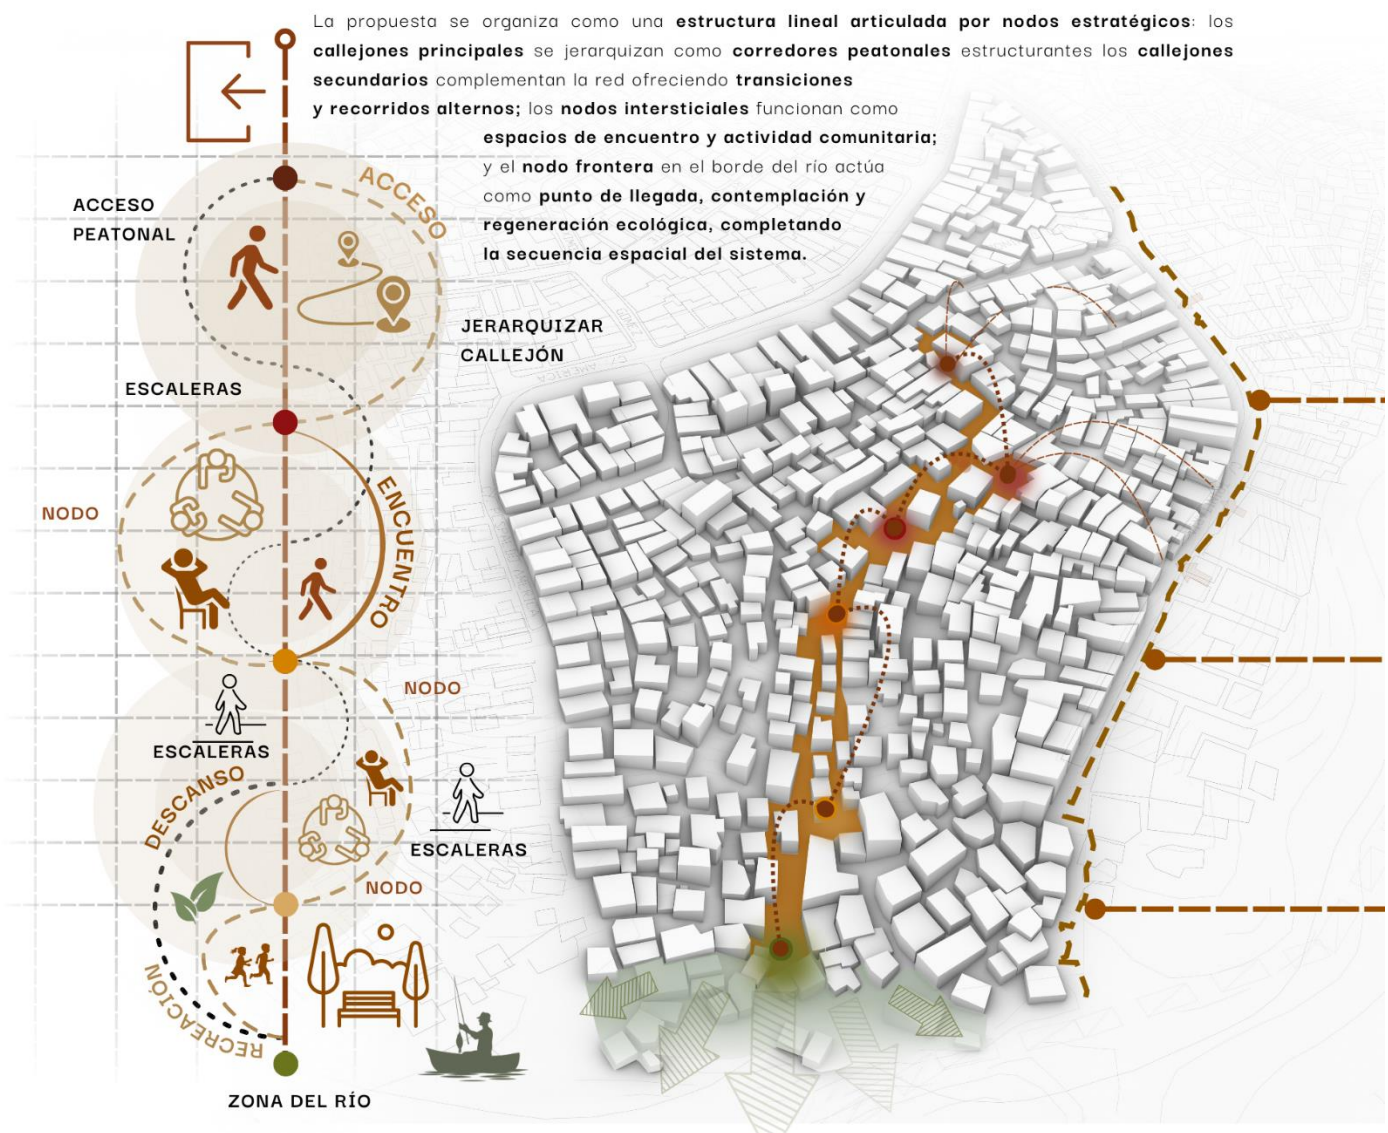 La propuesta se organiza como una estructura lineal articulada por nodos estratégicos: los
callejones principales se jerarquizan como corredores peatonales estructurantes los callejones
secundarios complementan la red ofreciendo transiciones
y recorridos alternos; los nodos intersticiales funcionan como
espacios de encuentro y actividad comunitaria;
y el nodo frontera en el borde del río actúa
como punto de llegada, contemplación y
regeneración ecológica, completando
la secuencia espacial del sistema.
ACCESO
ACCESO
PEATONAL
JERARQUIZAR
CALLEJÓN
ESCALERAS
NODO
ENCUENTRO
NODO
ESCALERAS
DESCANSO
ESCALERAS
NODO
RECREACIÓN
ZONA DEL RÍO
AMERICA